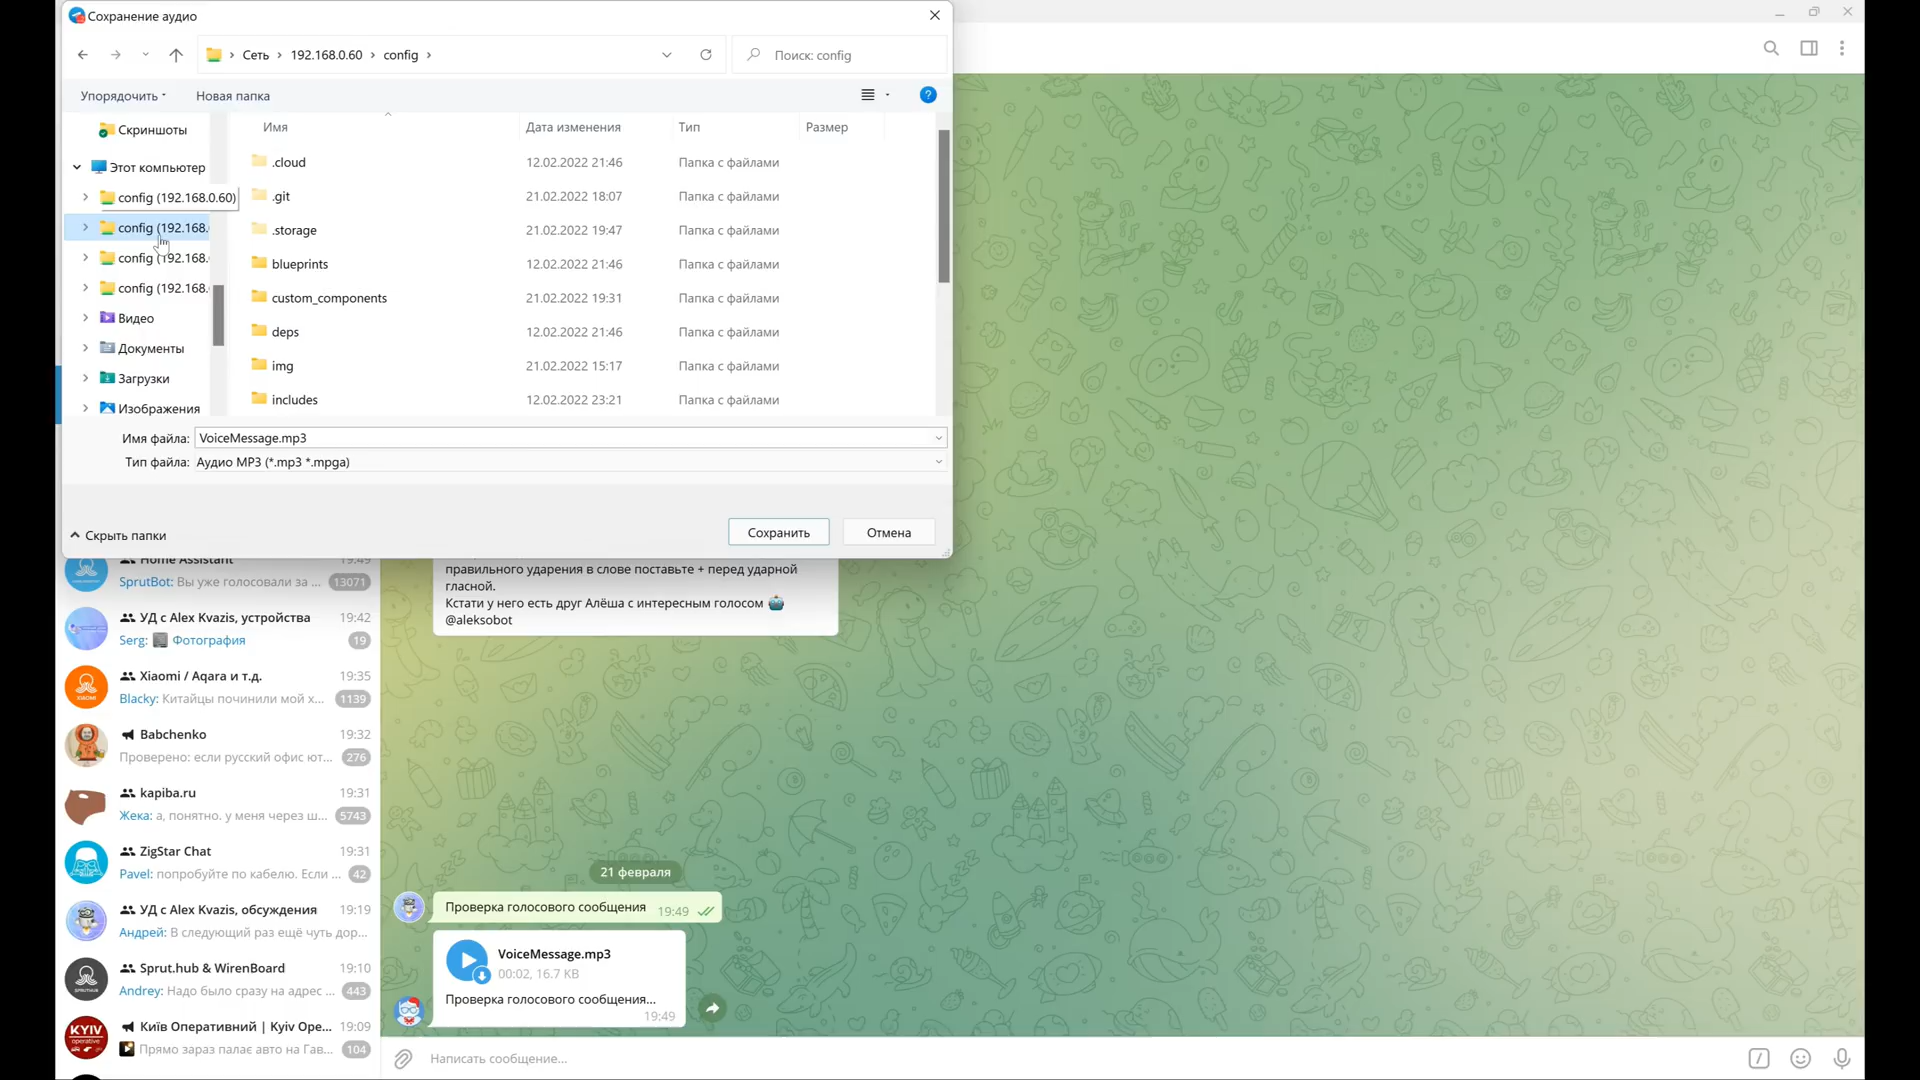 Сохранение аудио
Сеть
192.168.0.60
config
Поиск: config
Упорядочить
Новая папка
?
Скриншоты
Этот компьютер
config (192.168.0.60)
config (192.168.
config (192.168.
config (192.168.
Видео
Документы
Загрузки
Изображения
Имя Дата изменения Тип Размер
.cloud 12.02.2022 21:46 Папка с файлами
.git 21.02.2022 18:07 Папка с файлами
.storage 21.02.2022 19:47 Папка с файлами
blueprints 12.02.2022 21:46 Папка с файлами
custom_components 21.02.2022 19:31 Папка с файлами
deps 12.02.2022 21:46 Папка с файлами
img 21.02.2022 15:17 Папка с файлами
includes 12.02.2022 23:21 Папка с файлами
Имя файла: VoiceMessage.mp3
Тип файла: Аудио MP3 (*.mp3 *.mpga)
Скрыть папки
Сохранить
Отмена
Home Assistant 19:49
SprutBot: Вы уже голосовали за ... 13071
УД с Alex Kvazis, устройства 19:42
Serg: Фотография 19
Xiaomi / Aqara и т.д. 19:35
Blacky: Китайцы починили мой х... 1139
Babchenko 19:32
Проверено: если русский офис ют... 276
kapiba.ru 19:31
Жека: а, понятно. у меня через ш... 5743
ZigStar Chat 19:31
Pavel: попробуйте по кабелю. Если ... 42
УД с Alex Kvazis, обсуждения 19:19
Андрей: В следующий раз ещё чуть дор...
Sprut.hub & WirenBoard 19:10
Andrey: Надо было сразу на адрес ... 443
KYIV
operative
Київ Оперативний | Kyiv Ope... 19:09
Прямо зараз палає авто на Гав... 104
правильного ударения в слове поставьте + перед ударной
гласной.
Кстати у него есть друг Алёша с интересным голосом
@aleksobot
21 февраля
Проверка голосового сообщения 19:49
VoiceMessage.mp3
00:02, 16.7 KB
Проверка голосового сообщения...
19:49
Написать сообщение...